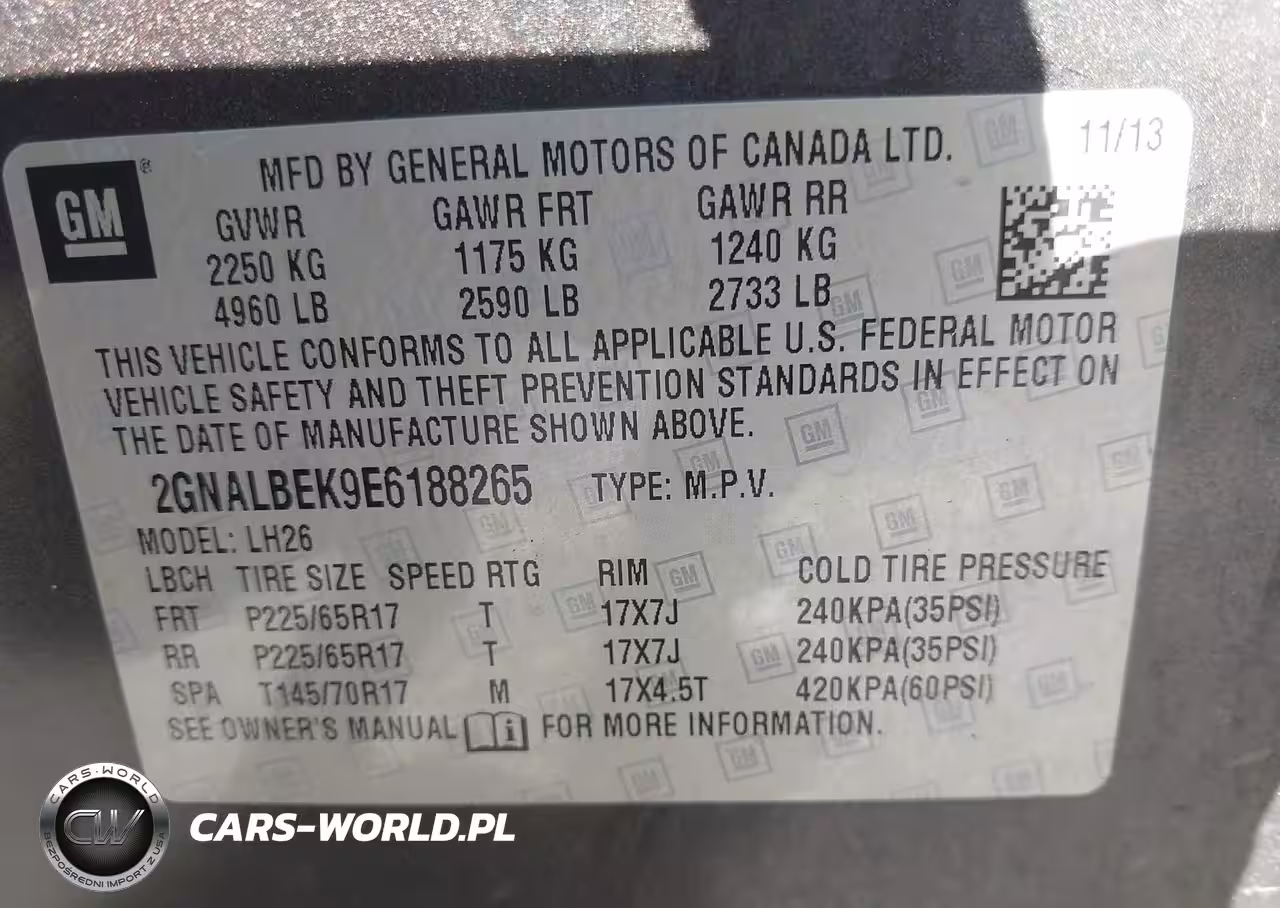 MFD BY GENERAL MOTORS OF CANADA LTD. 11/13
GM ®
GVWR GAWR FRT GAWR RR
2250 KG 1175 KG 1240 KG
4960 LB 2590 LB 2733 LB
THIS VEHICLE CONFORMS TO ALL APPLICABLE U.S. FEDERAL MOTOR
VEHICLE SAFETY AND THEFT PREVENTION STANDARDS IN EFFECT ON
THE DATE OF MANUFACTURE SHOWN ABOVE.
2GNALBEK9E6188265 TYPE: M.P.V.
MODEL: LH26
LBCH TIRE SIZE SPEED RTG RIM COLD TIRE PRESSURE
FRT P225/65R17 T 17X7J 240KPA(35PSI)
RR P225/65R17 T 17X7J 240KPA(35PSI)
SPA T145/70R17 M 17X4.5T 420KPA(60PSI)
SEE OWNER'S MANUAL i FOR MORE INFORMATION.
CARS-WORLD
CW
BEZPOŚREDNI IMPORT Z USA
CARS-WORLD.PL